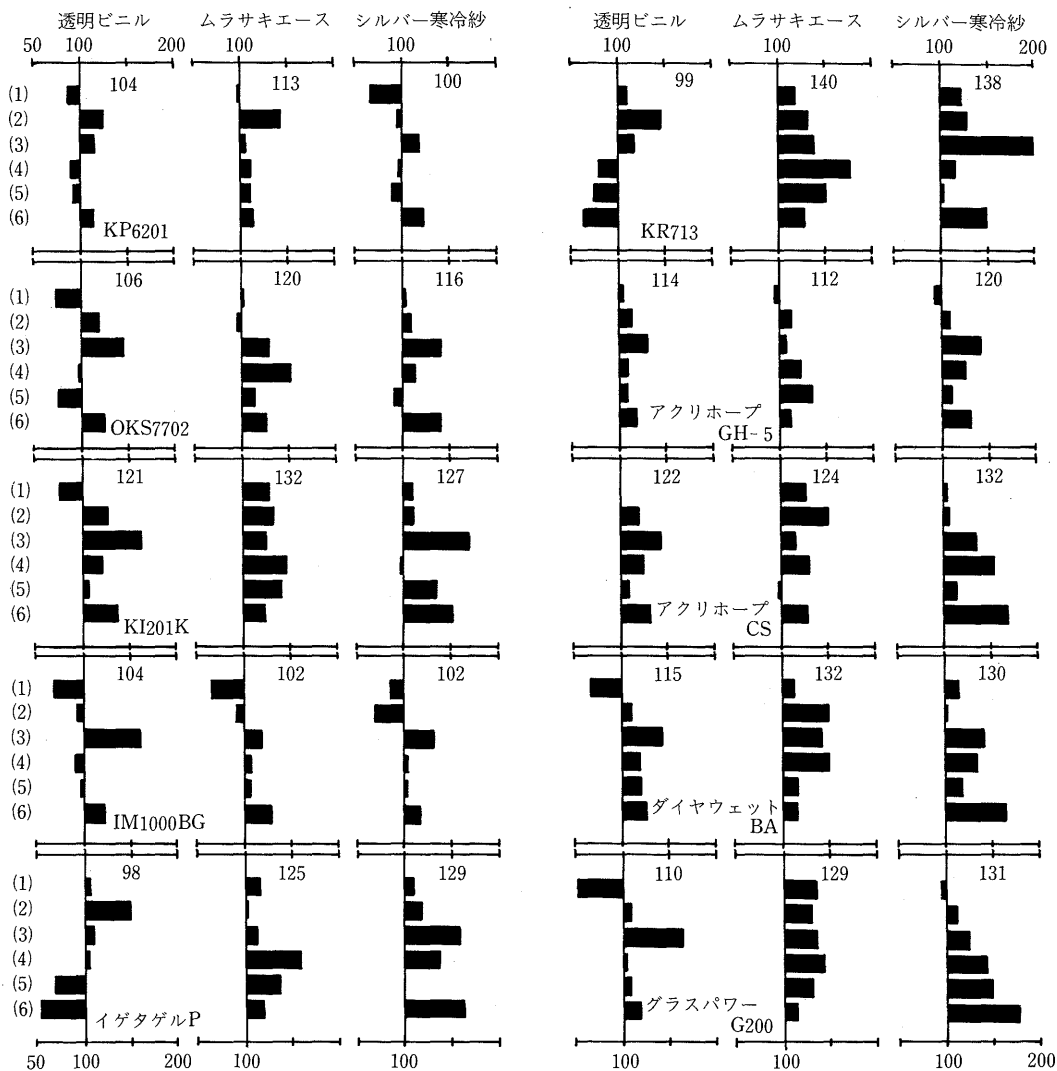 透明ビニル ムラサキエース シルバー寒冷紗 透明ビニル ムラサキエース シルバー寒冷紗
50 100 200 100 100 100 100 100 200
104 113 100 99 140 138
(1)
(2)
(3)
(4)
(5)
(6)
KP6201 KR713
50 100 200
106 120 116 114 112 120
(1)
(2)
(3)
(4)
(5)
(6)
OKS7702 アクリホープ
GH-5
121 132 127 122 124 132
(1)
(2)
(3)
(4)
(5)
(6)
KI201K アクリホープ
CS
104 102 102 115 132 130
(1)
(2)
(3)
(4)
(5)
(6)
IM1000BG ダイヤウェット
BA
98 125 129 110 129 131
(1)
(2)
(3)
(4)
(5)
(6)
イゲタゲルP グラスパワー
G200
50 100 200 100 100 100 100 100 200